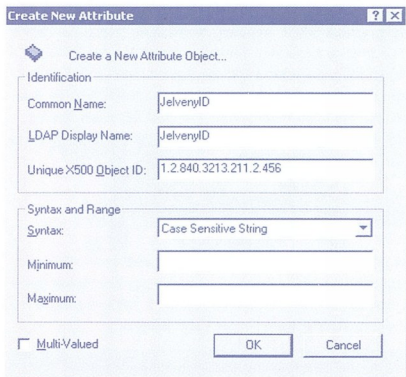 Create New Attribute
Create a New Attribute Object...
Identification
Common Name: JelvenyID
LDAP Display Name: JelvenyID
Unique X500 Object ID: 1.2.840.3213.211.2.456
Syntax and Range
Syntax: Case Sensitive String
Minimum:
Maximum:
Multi-Valued OK Cancel